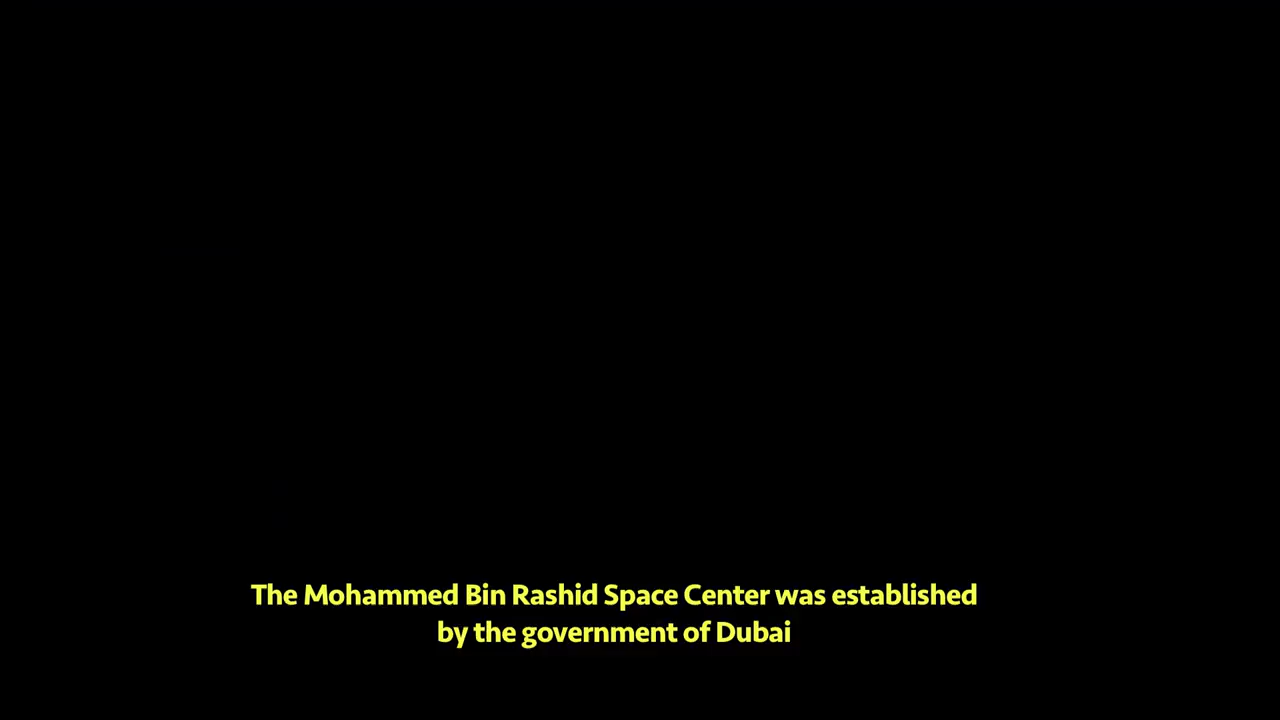 The Mohammed Bin Rashid Space Center was established
by the government of Dubai